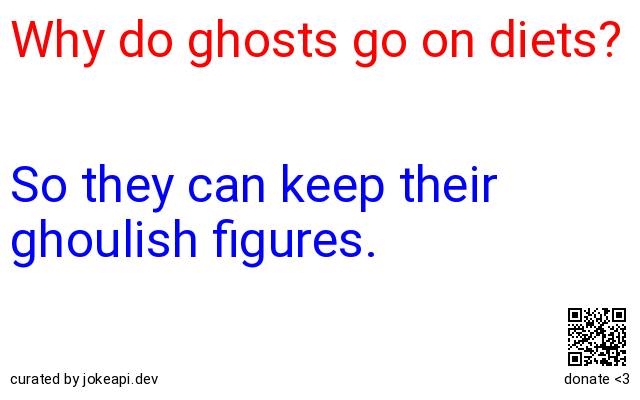 Why do ghosts go on diets?
So they can keep their
ghoulish figures.
curated by jokeapi.dev
donate <3